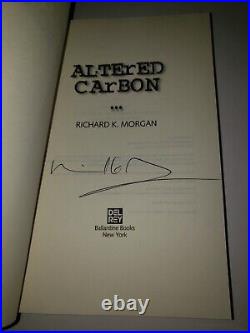 ALTErED
CArBON
RICHARD K. MORGAN
DEL
REY
Ballantine Books
New York